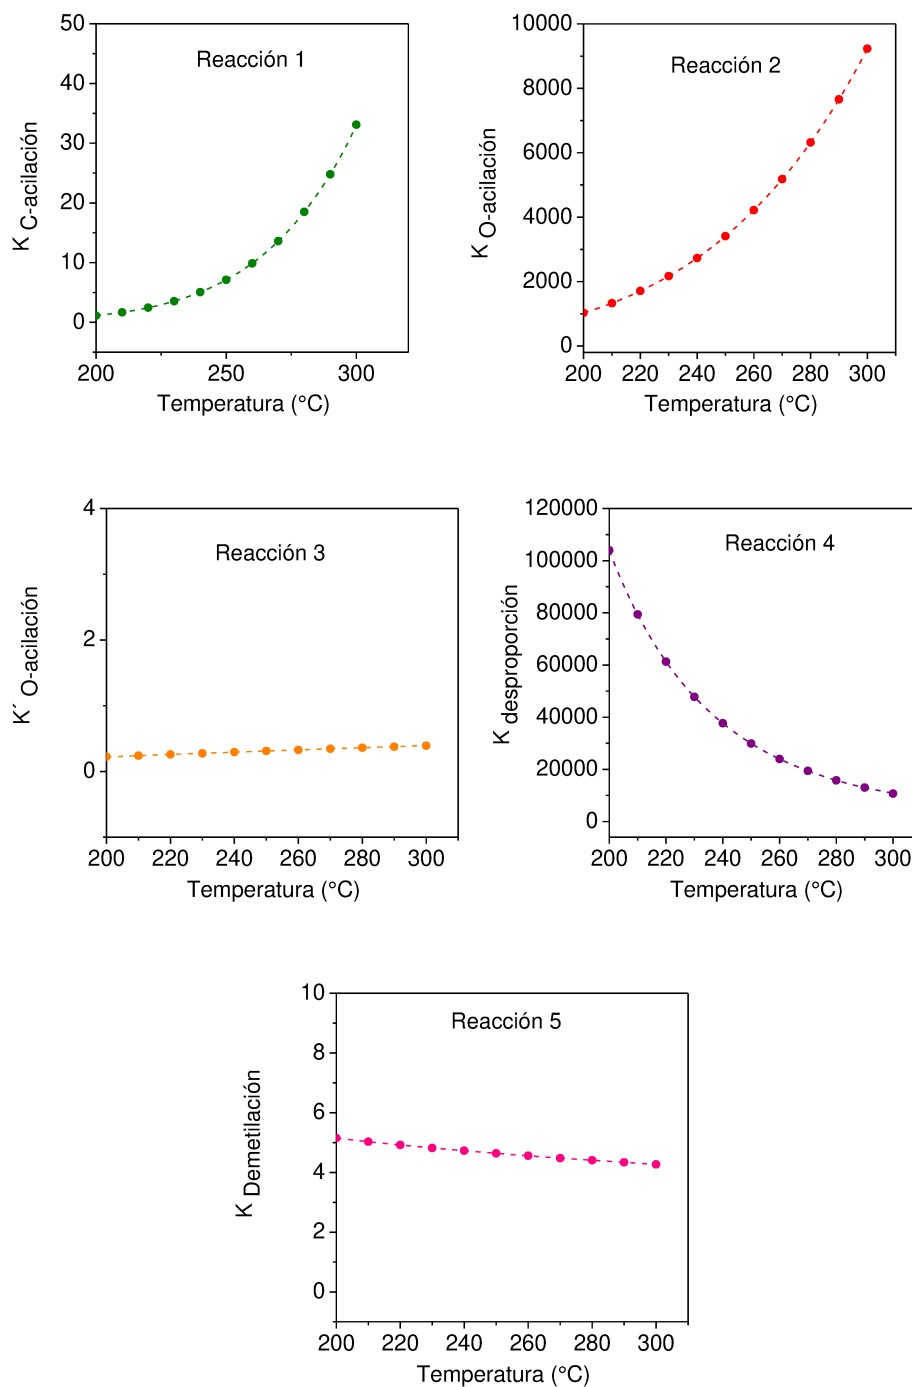 Reacción 1
K C-acilación
50
40
30
20
10
0
200 250 300
Temperatura (°C)
Reacción 2
K O-acilación
10000
8000
6000
4000
2000
0
200 220 240 260 280 300
Temperatura (°C)
Reacción 3
K´ O-acilación
4
2
0
200 220 240 260 280 300
Temperatura (°C)
Reacción 4
K desproporción
120000
100000
80000
60000
40000
20000
0
200 220 240 260 280 300
Temperatura (°C)
Reacción 5
K Demetilación
10
8
6
4
2
0
200 220 240 260 280 300
Temperatura (°C)